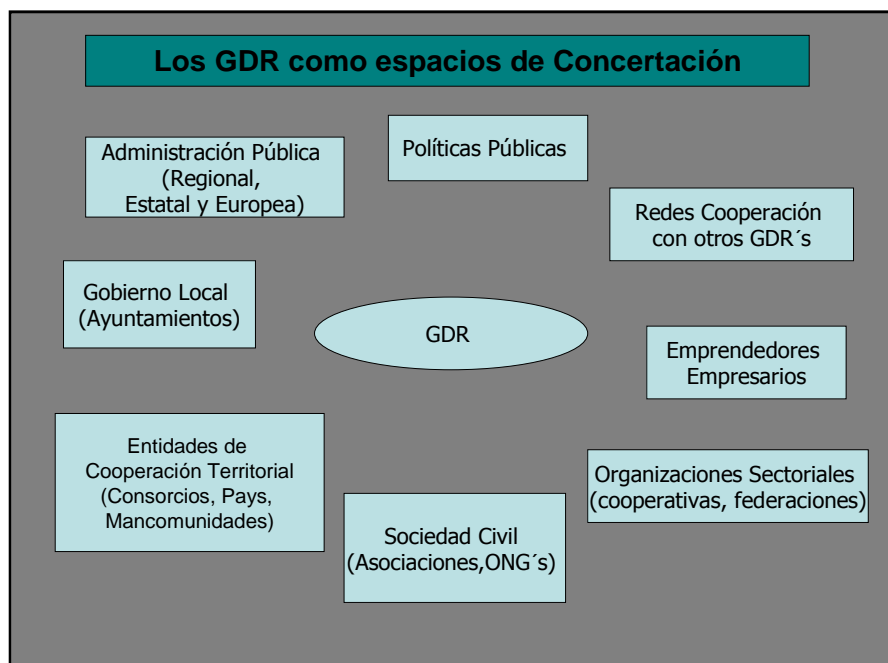 Los GDR como espacios de Concertación
Políticas Públicas
Administración Pública
(Regional,
Estatal y Europea)
Redes Cooperación
con otros GDR´s
Gobierno Local
(Ayuntamientos)
GDR
Emprendedores
Empresarios
Entidades de
Cooperación Territorial
(Consorcios, Pays,
Mancomunidades)
Organizaciones Sectoriales
(cooperativas, federaciones)
Sociedad Civil
(Asociaciones,ONG´s)